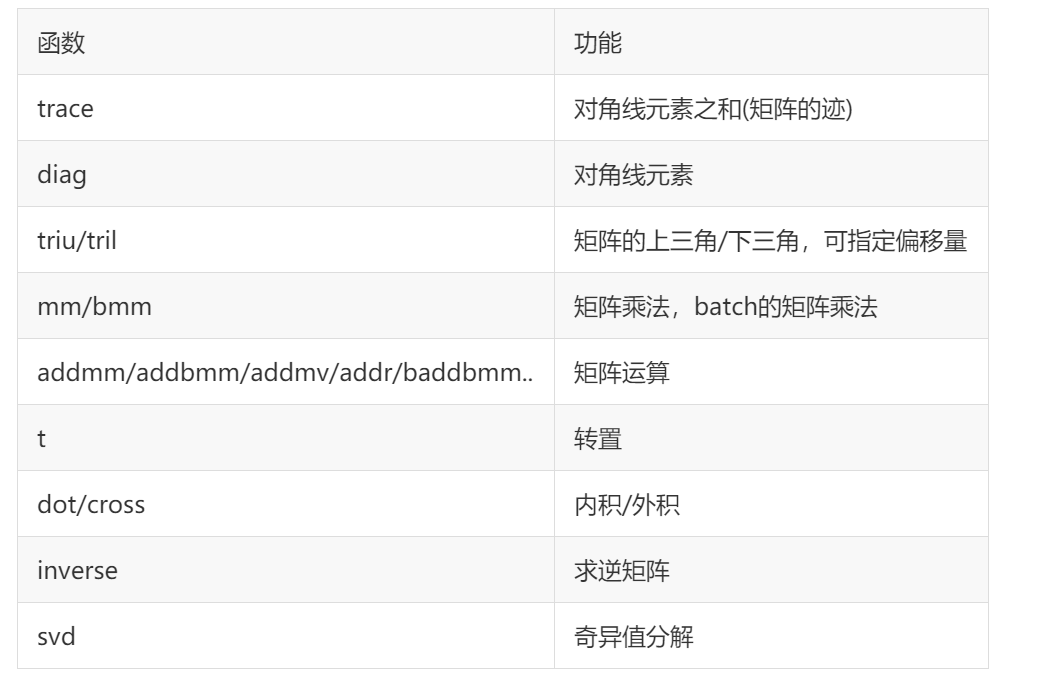 函数 功能
trace 对角线元素之和(矩阵的迹)
diag 对角线元素
triu/tril 矩阵的上三角/下三角，可指定偏移量
mm/bmm 矩阵乘法，batch的矩阵乘法
addmm/addbmm/addmv/addr/baddbmm.. 矩阵运算
t 转置
dot/cross 内积/外积
inverse 求逆矩阵
svd 奇异值分解